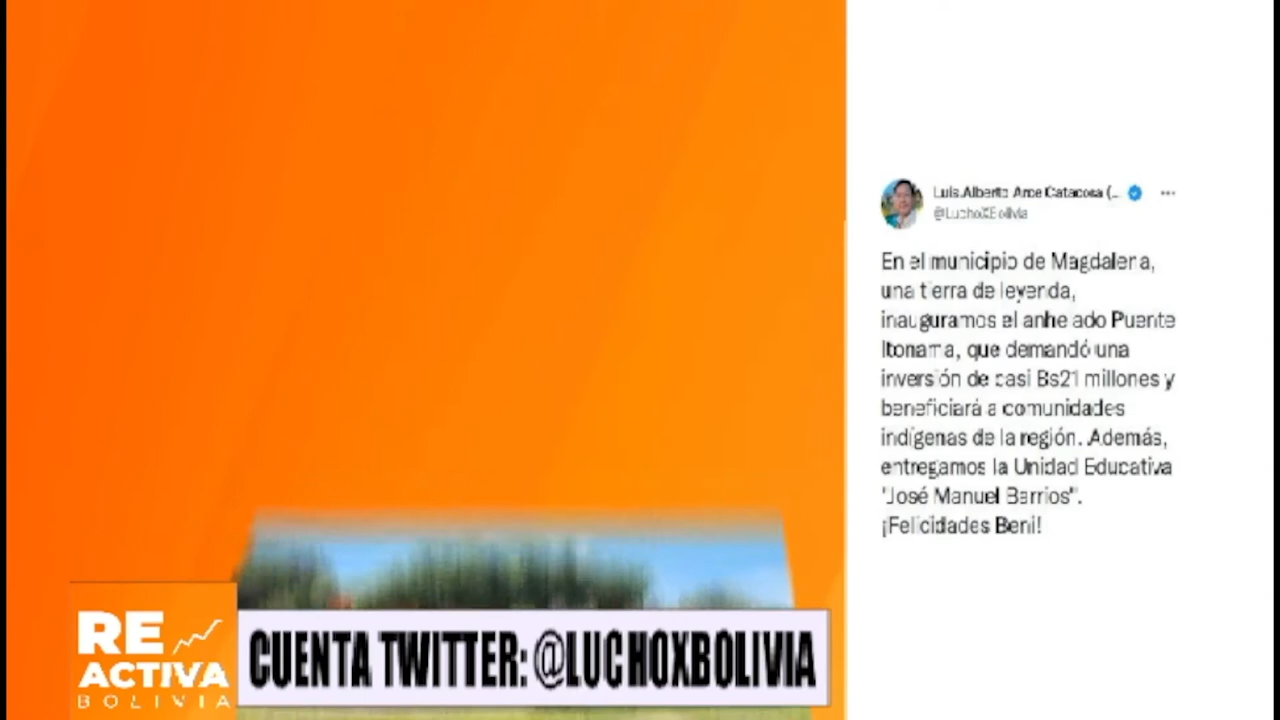 Luis Alberto Arce Catacora (...
@LuchoXBolivia
En el municipio de Magdalena,
una tierra de leyenda,
inauguramos el anhelado Puente
Itonama, que demandó una
inversión de casi Bs21 millones y
beneficiará a comunidades
indígenas de la región. Además,
entregamos la Unidad Educativa
"José Manuel Barrios".
¡Felicidades Beni!
RE
ACTIVA
BOLIVIA
CUENTA TWITTER: @LUCHOXBOLIVIA